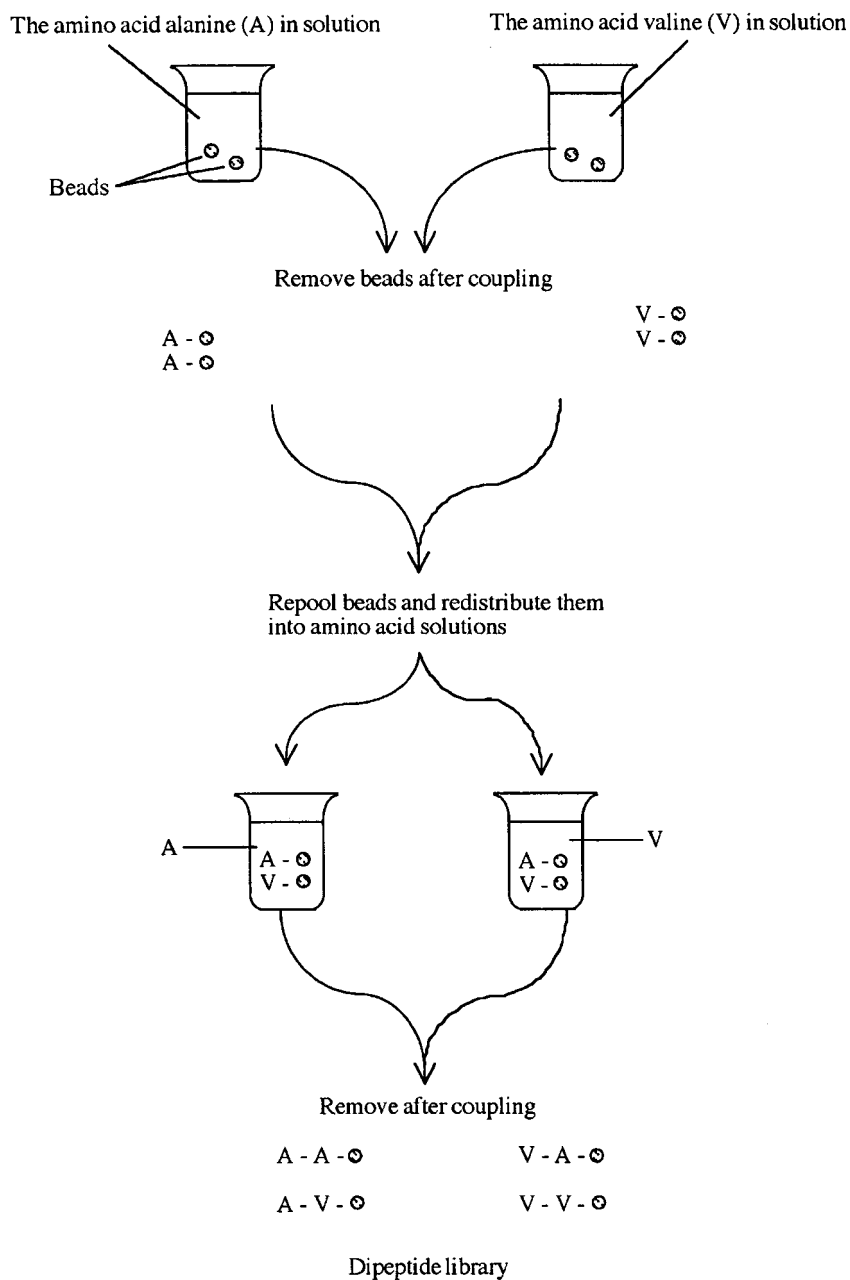 The amino acid alanine (A) in solution
The amino acid valine (V) in solution
Beads
Remove beads after coupling
A -
A -
V -
V -
Repool beads and redistribute them
into amino acid solutions
A
A -
V -
A -
V -
V
Remove after coupling
A - A -
V - A -
A - V -
V - V -
Dipeptide library